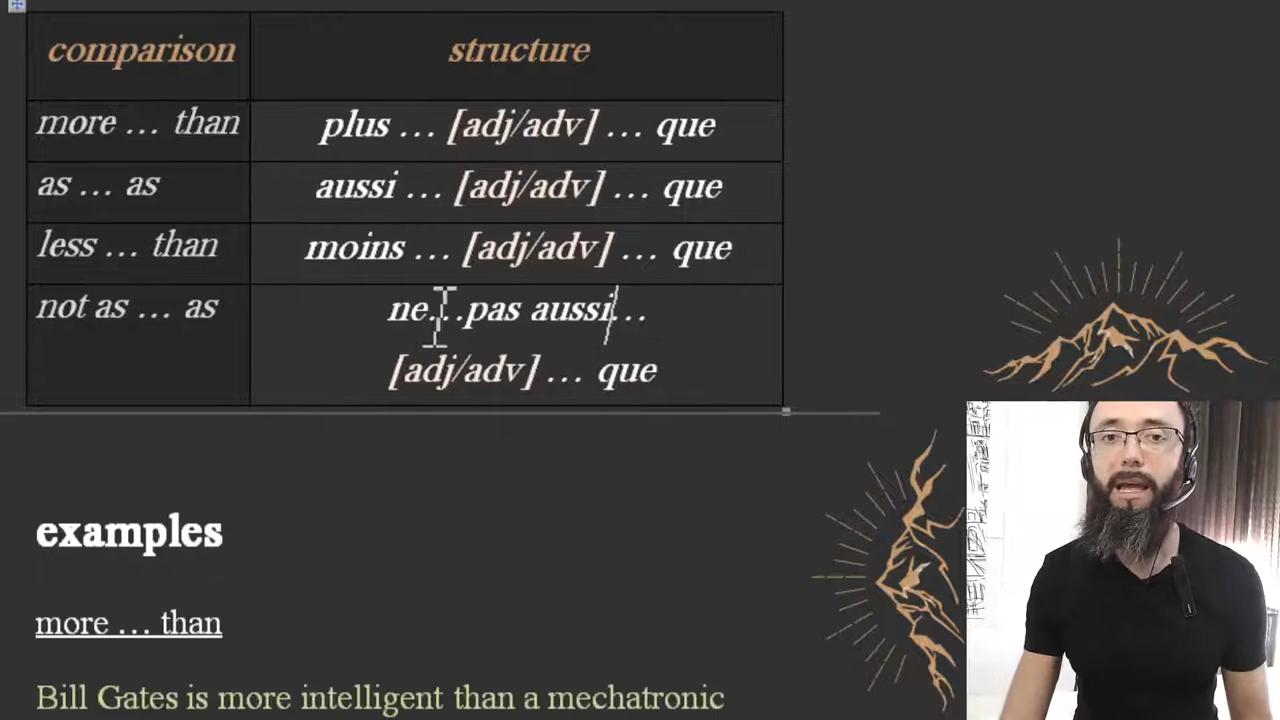 comparison structure
more … than plus … [adj/adv] … que
as … as aussi … [adj/adv] … que
less … than moins … [adj/adv] … que
not as … as ne…pas aussi…
[adj/adv] … que
examples
more … than
Bill Gates is more intelligent than a mechatronic